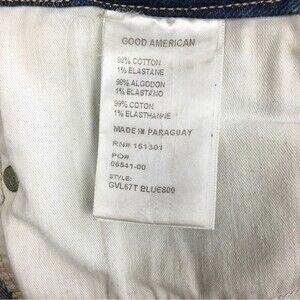 GOOD AMERICAN
99% COTTON
1% ELASTANE
99% ALGODON
1% ELASTANO
99% COTON
1% ELASTHANNE
MADE IN PARAGUAY
RN# 151301
PO#
06541-00
STYLE:
GVL67T BLUE809